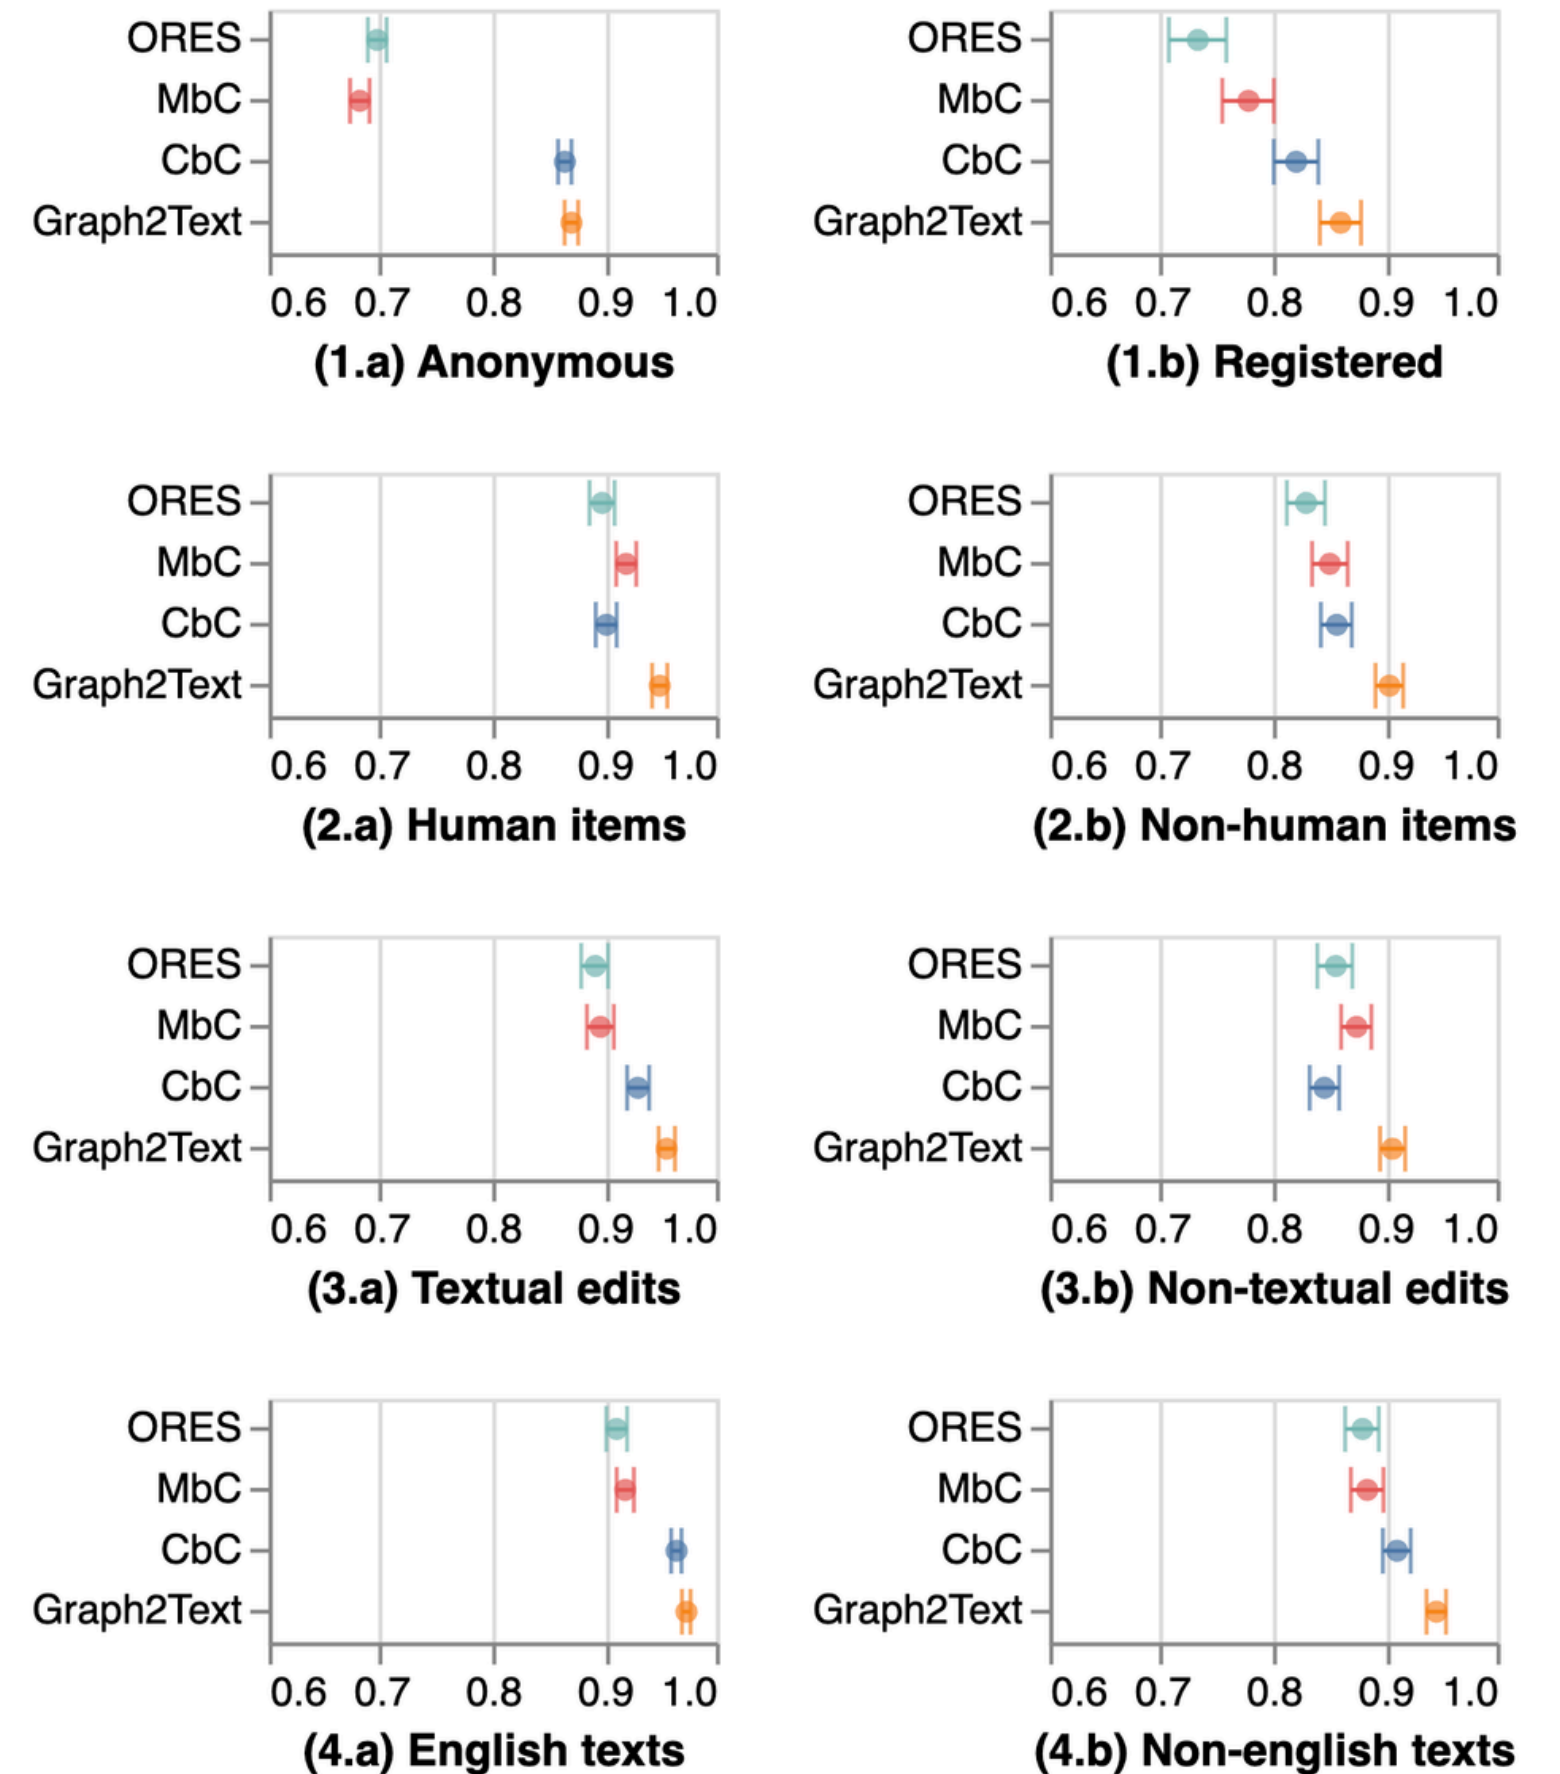 ORES
MbC
CbC
Graph2Text
0.6 0.7 0.8 0.9 1.0
(1.a) Anonymous
ORES
MbC
CbC
Graph2Text
0.6 0.7 0.8 0.9 1.0
(1.b) Registered
ORES
MbC
CbC
Graph2Text
0.6 0.7 0.8 0.9 1.0
(2.a) Human items
ORES
MbC
CbC
Graph2Text
0.6 0.7 0.8 0.9 1.0
(2.b) Non-human items
ORES
MbC
CbC
Graph2Text
0.6 0.7 0.8 0.9 1.0
(3.a) Textual edits
ORES
MbC
CbC
Graph2Text
0.6 0.7 0.8 0.9 1.0
(3.b) Non-textual edits
ORES
MbC
CbC
Graph2Text
0.6 0.7 0.8 0.9 1.0
(4.a) English texts
ORES
MbC
CbC
Graph2Text
0.6 0.7 0.8 0.9 1.0
(4.b) Non-english texts